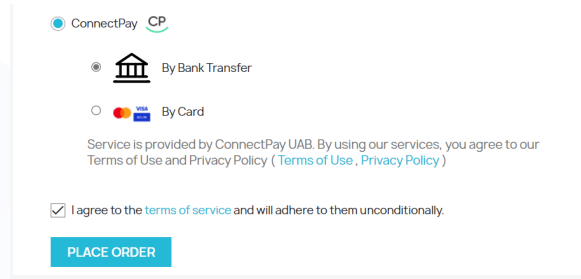 ConnectPay CP
By Bank Transfer
VISA
By Card
Service is provided by ConnectPay UAB. By using our services, you agree to our
Terms of Use and Privacy Policy ( Terms of Use , Privacy Policy )
I agree to the terms of service and will adhere to them unconditionally.
PLACE ORDER